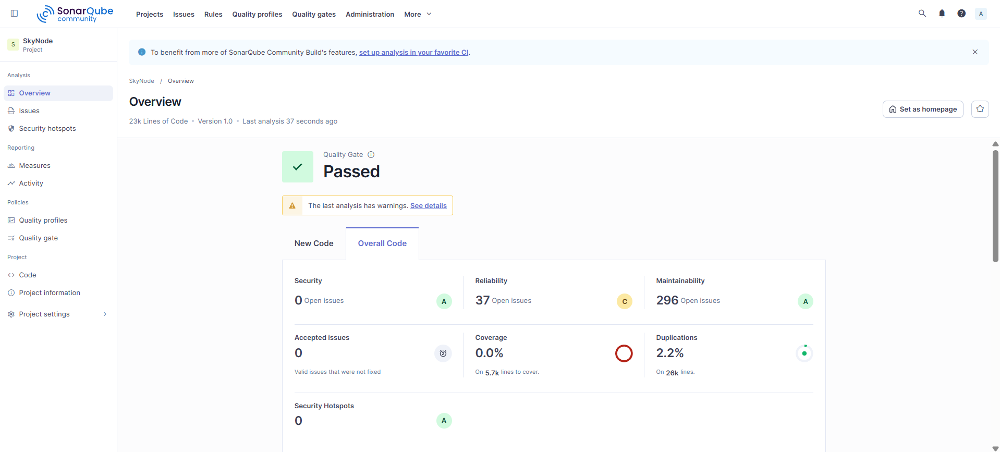 SonarQube
community
Projects Issues Rules Quality profiles Quality gates Administration More
A
S
SkyNode
Project
Analysis
Overview
Issues
Security hotspots
Reporting
Measures
Activity
Policies
Quality profiles
Quality gate
Project
Code
Project information
Project settings
To benefit from more of SonarQube Community Build's features, set up analysis in your favorite CI.
SkyNode / Overview
Overview
23k Lines of Code • Version 1.0 • Last analysis 37 seconds ago
Set as homepage
Quality Gate
Passed
The last analysis has warnings. See details
New Code Overall Code
Security
0 Open issues A
Reliability
37 Open issues C
Maintainability
296 Open issues A
Accepted issues
0
Valid issues that were not fixed
Coverage
0.0%
On 5.7k lines to cover.
Duplications
2.2%
On 26k lines.
Security Hotspots
0 A